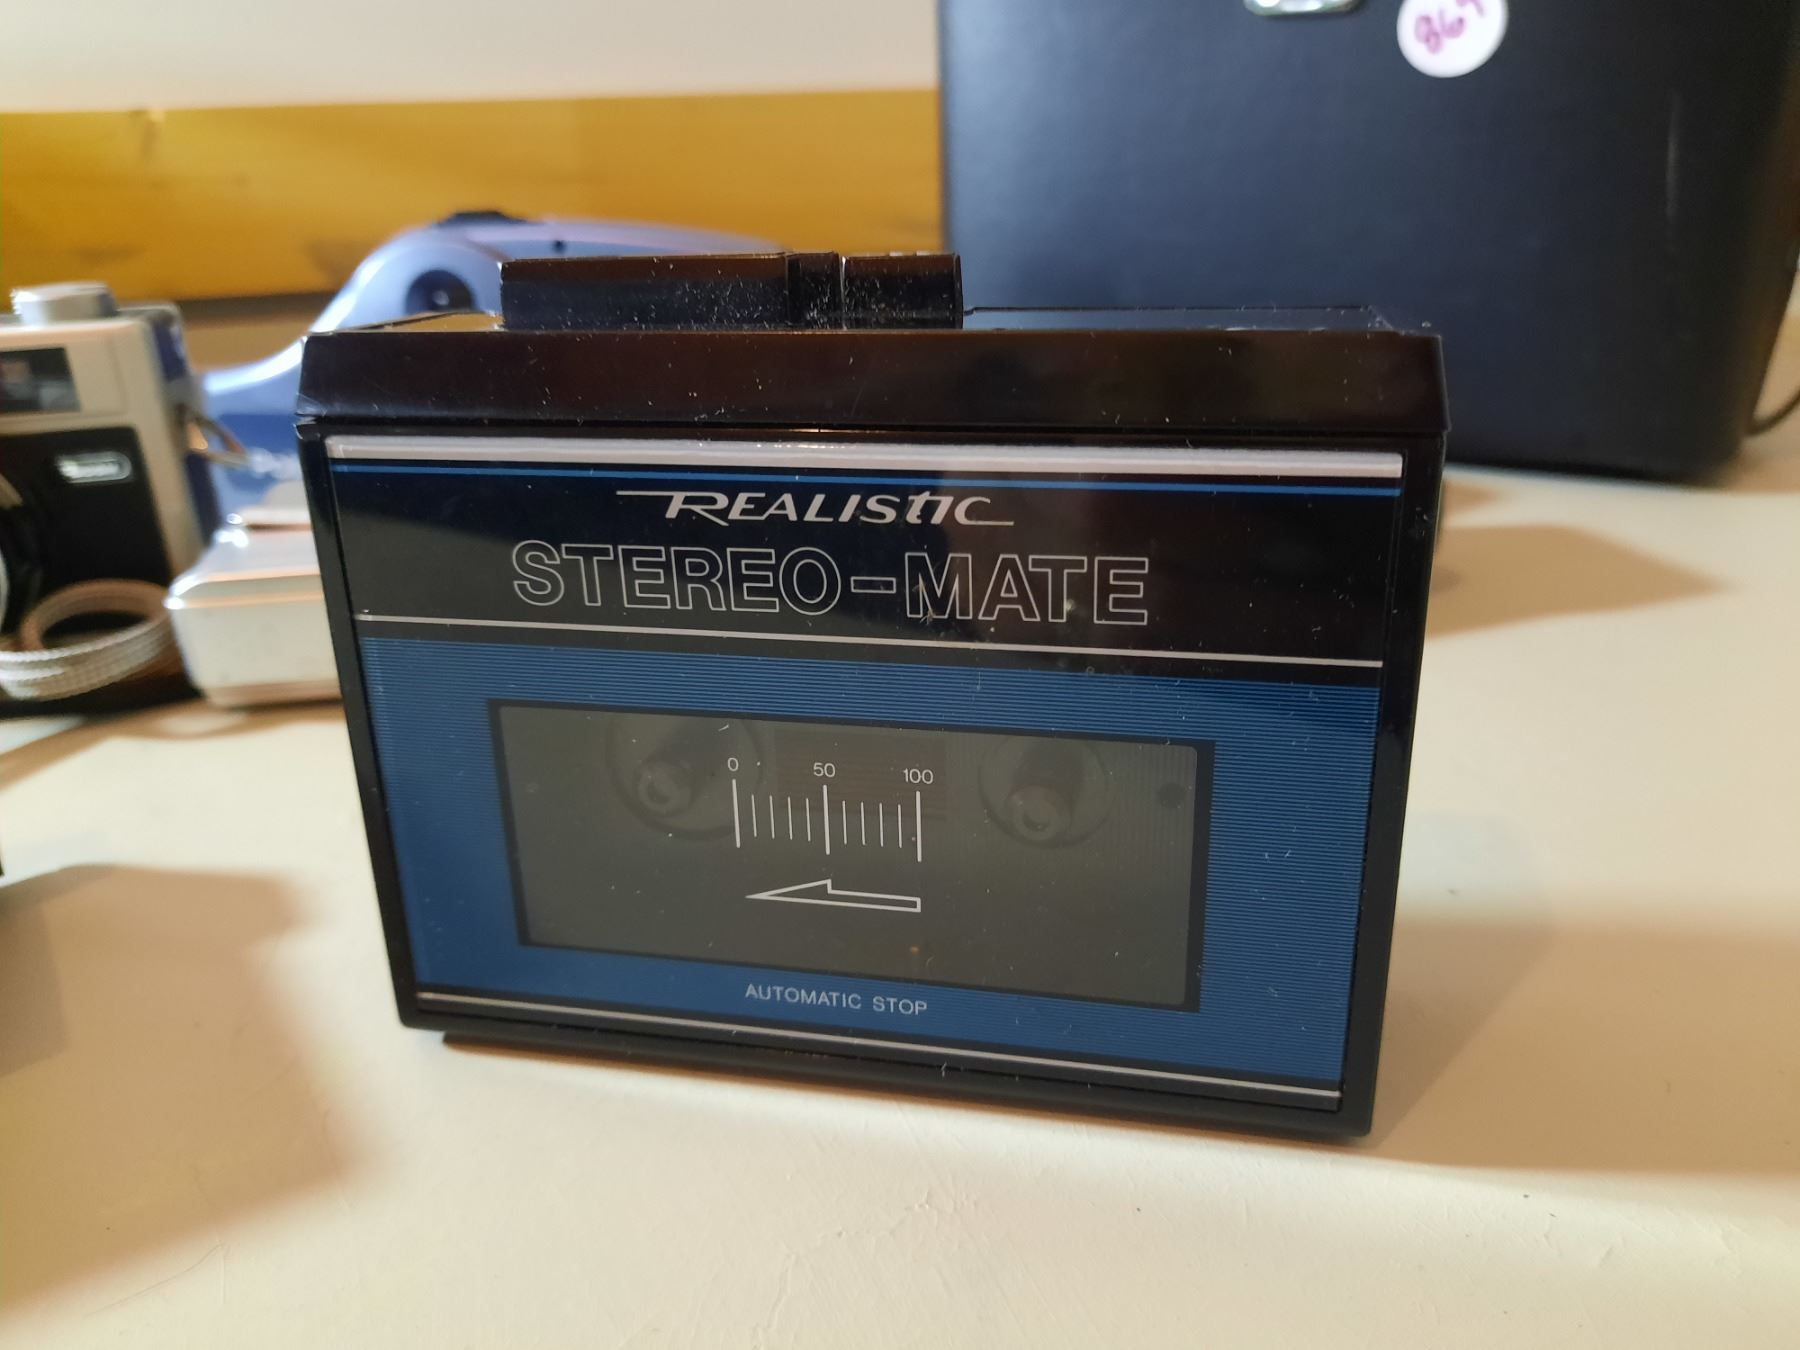 REALISTIC
STEREO-MATE
0 50 100
AUTOMATIC STOP